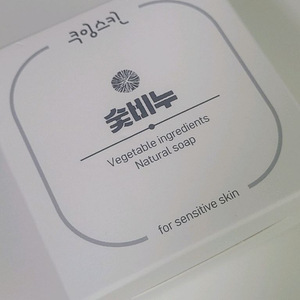 쿡잉스킨
숯비누
Vegetable ingredients
Natural soap
for sensitive skin